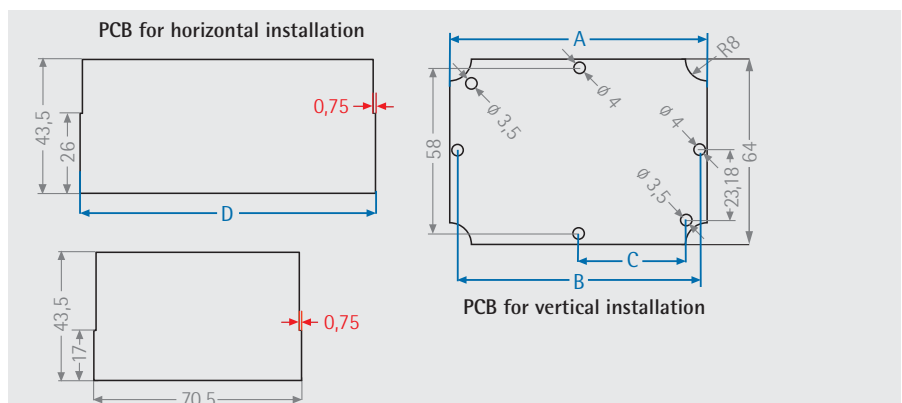 PCB for horizontal installation
A
R8
ø 4
0,75
ø 3,5
ø 4
43,5
26
58
64
ø 3,5
23,18
D
C
B
PCB for vertical installation
43,5
17
0,75
70,5